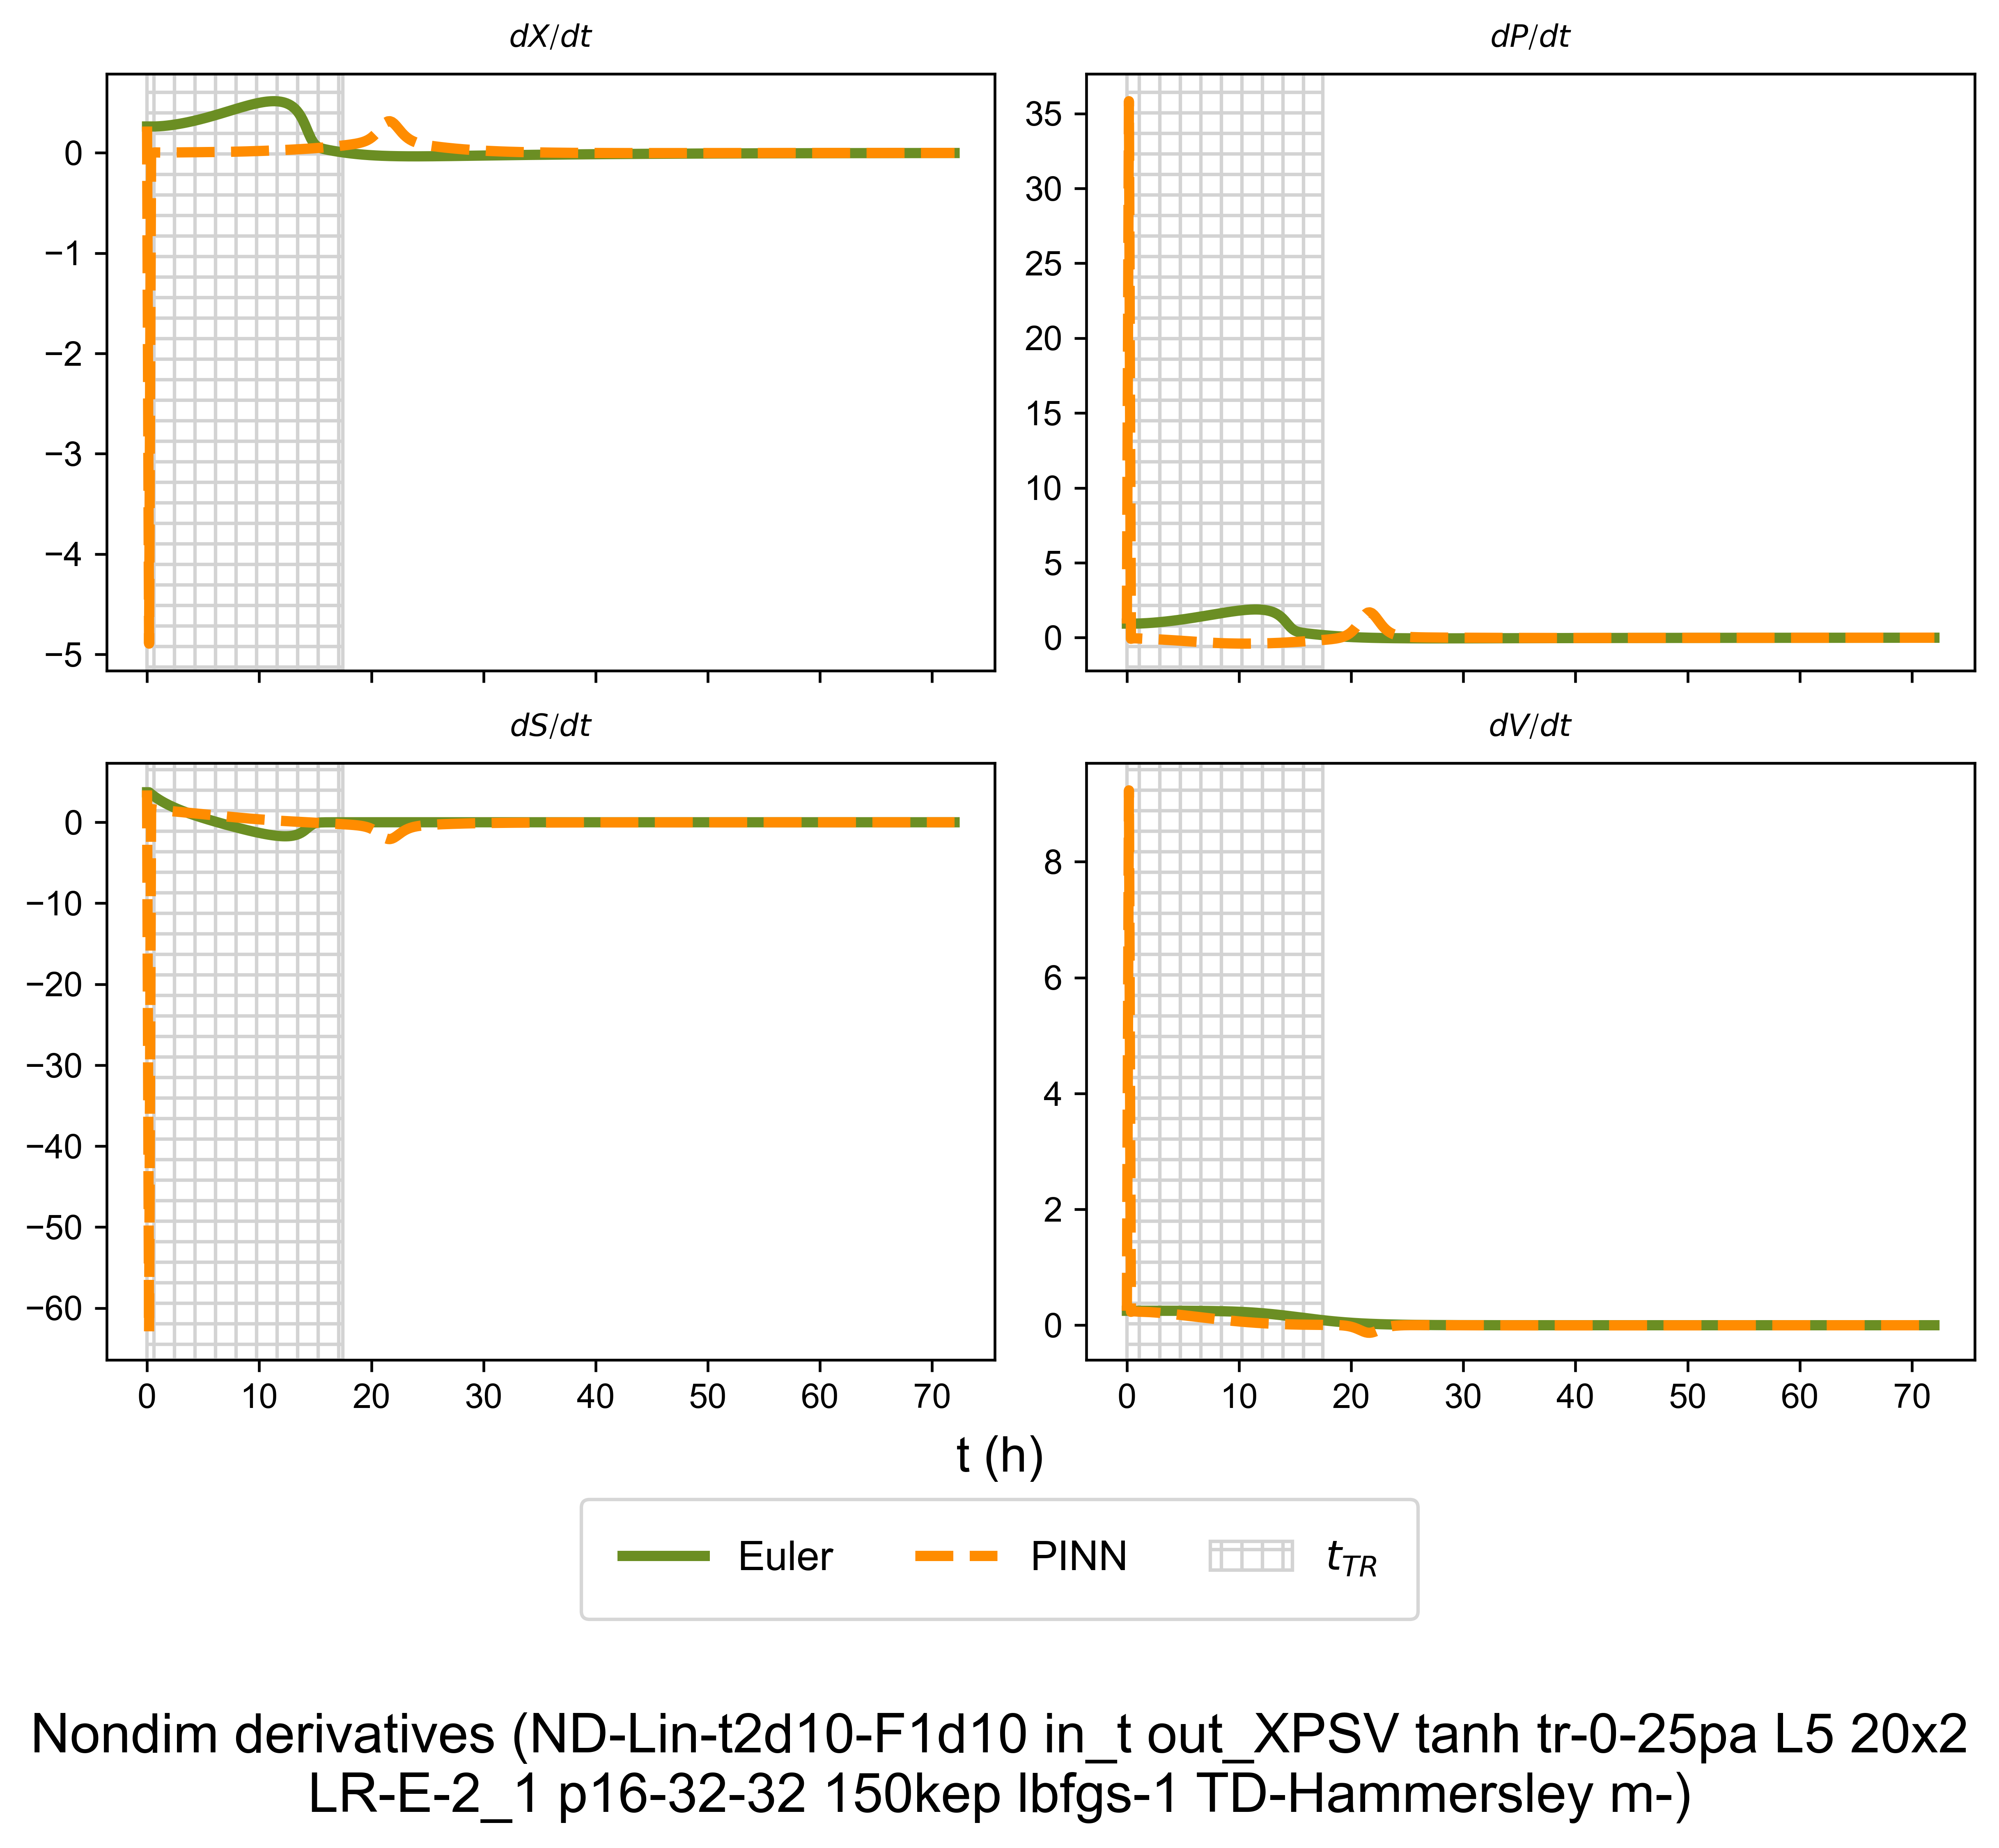 dX/dt
dP/dt
0
−1
−2
−3
−4
−5
35
30
25
20
15
10
5
0
dS/dt
dV/dt
0
−10
−20
−30
−40
−50
−60
8
6
4
2
0
0 10 20 30 40 50 60 70
0 10 20 30 40 50 60 70
t (h)
Euler PINN t_TR
Nondim derivatives (ND-Lin-t2d10-F1d10 in_t out_XPSV tanh tr-0-25pa L5 20x2
LR-E-2_1 p16-32-32 150kep lbfgs-1 TD-Hammersley m-)